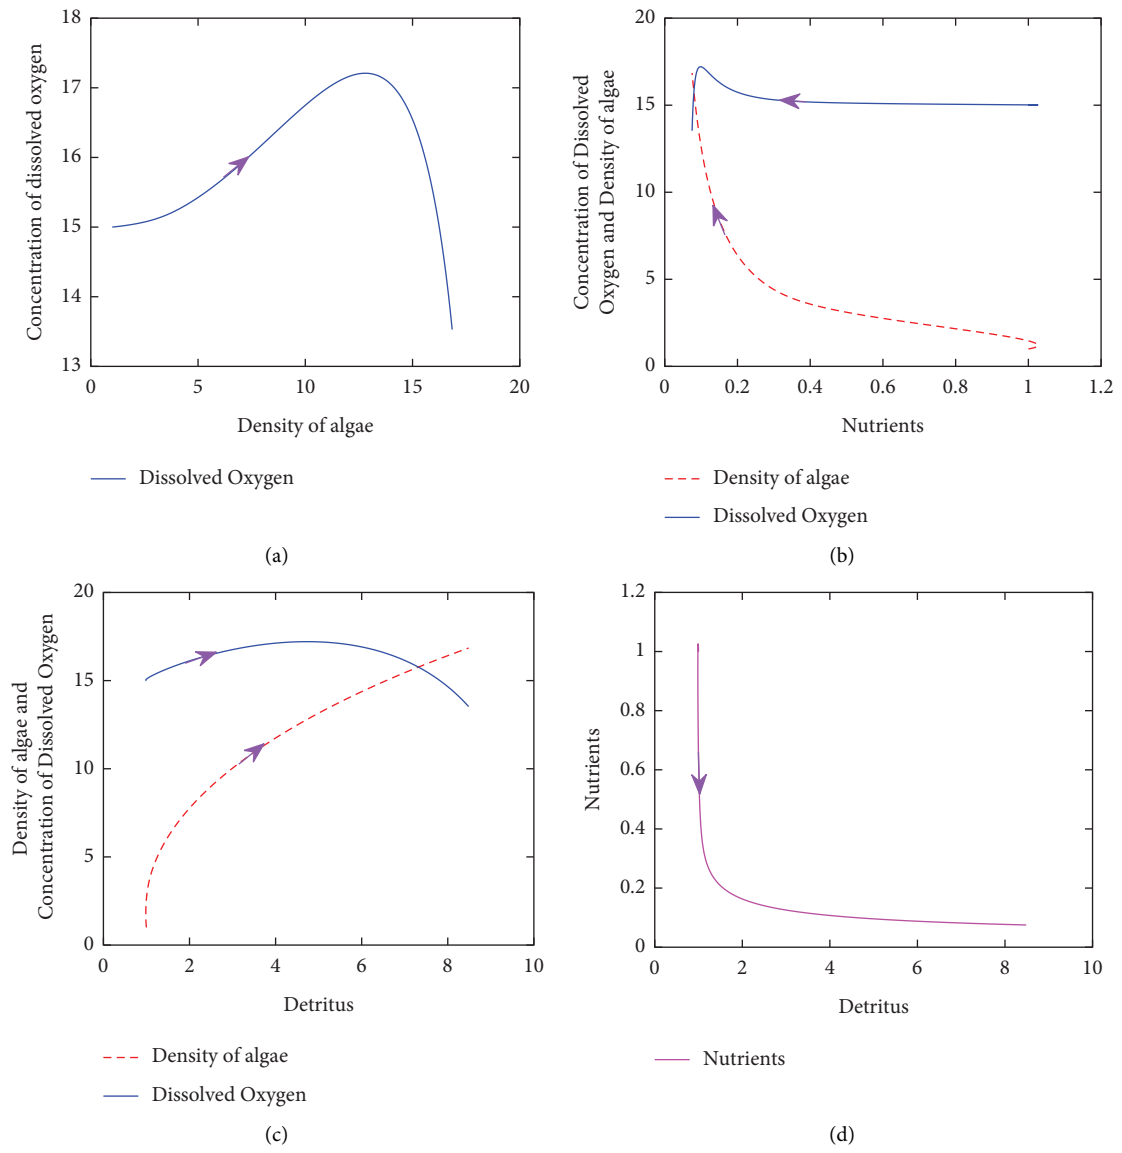 18
17
16
15
14
13
0
5
10
15
20
Concentration of dissolved oxygen
Density of algae
Dissolved Oxygen
(a)
20
15
10
5
0
0
0.2
0.4
0.6
0.8
1
1.2
Concentration of Dissolved
Oxygen and Density of algae
Nutrients
Density of algae
Dissolved Oxygen
(b)
20
15
10
5
0
0
2
4
6
8
10
Density of algae and
Concentration of Dissolved Oxygen
Detritus
Density of algae
Dissolved Oxygen
(c)
1.2
1
0.8
0.6
0.4
0.2
0
0
2
4
6
8
10
Nutrients
Detritus
Nutrients
(d)